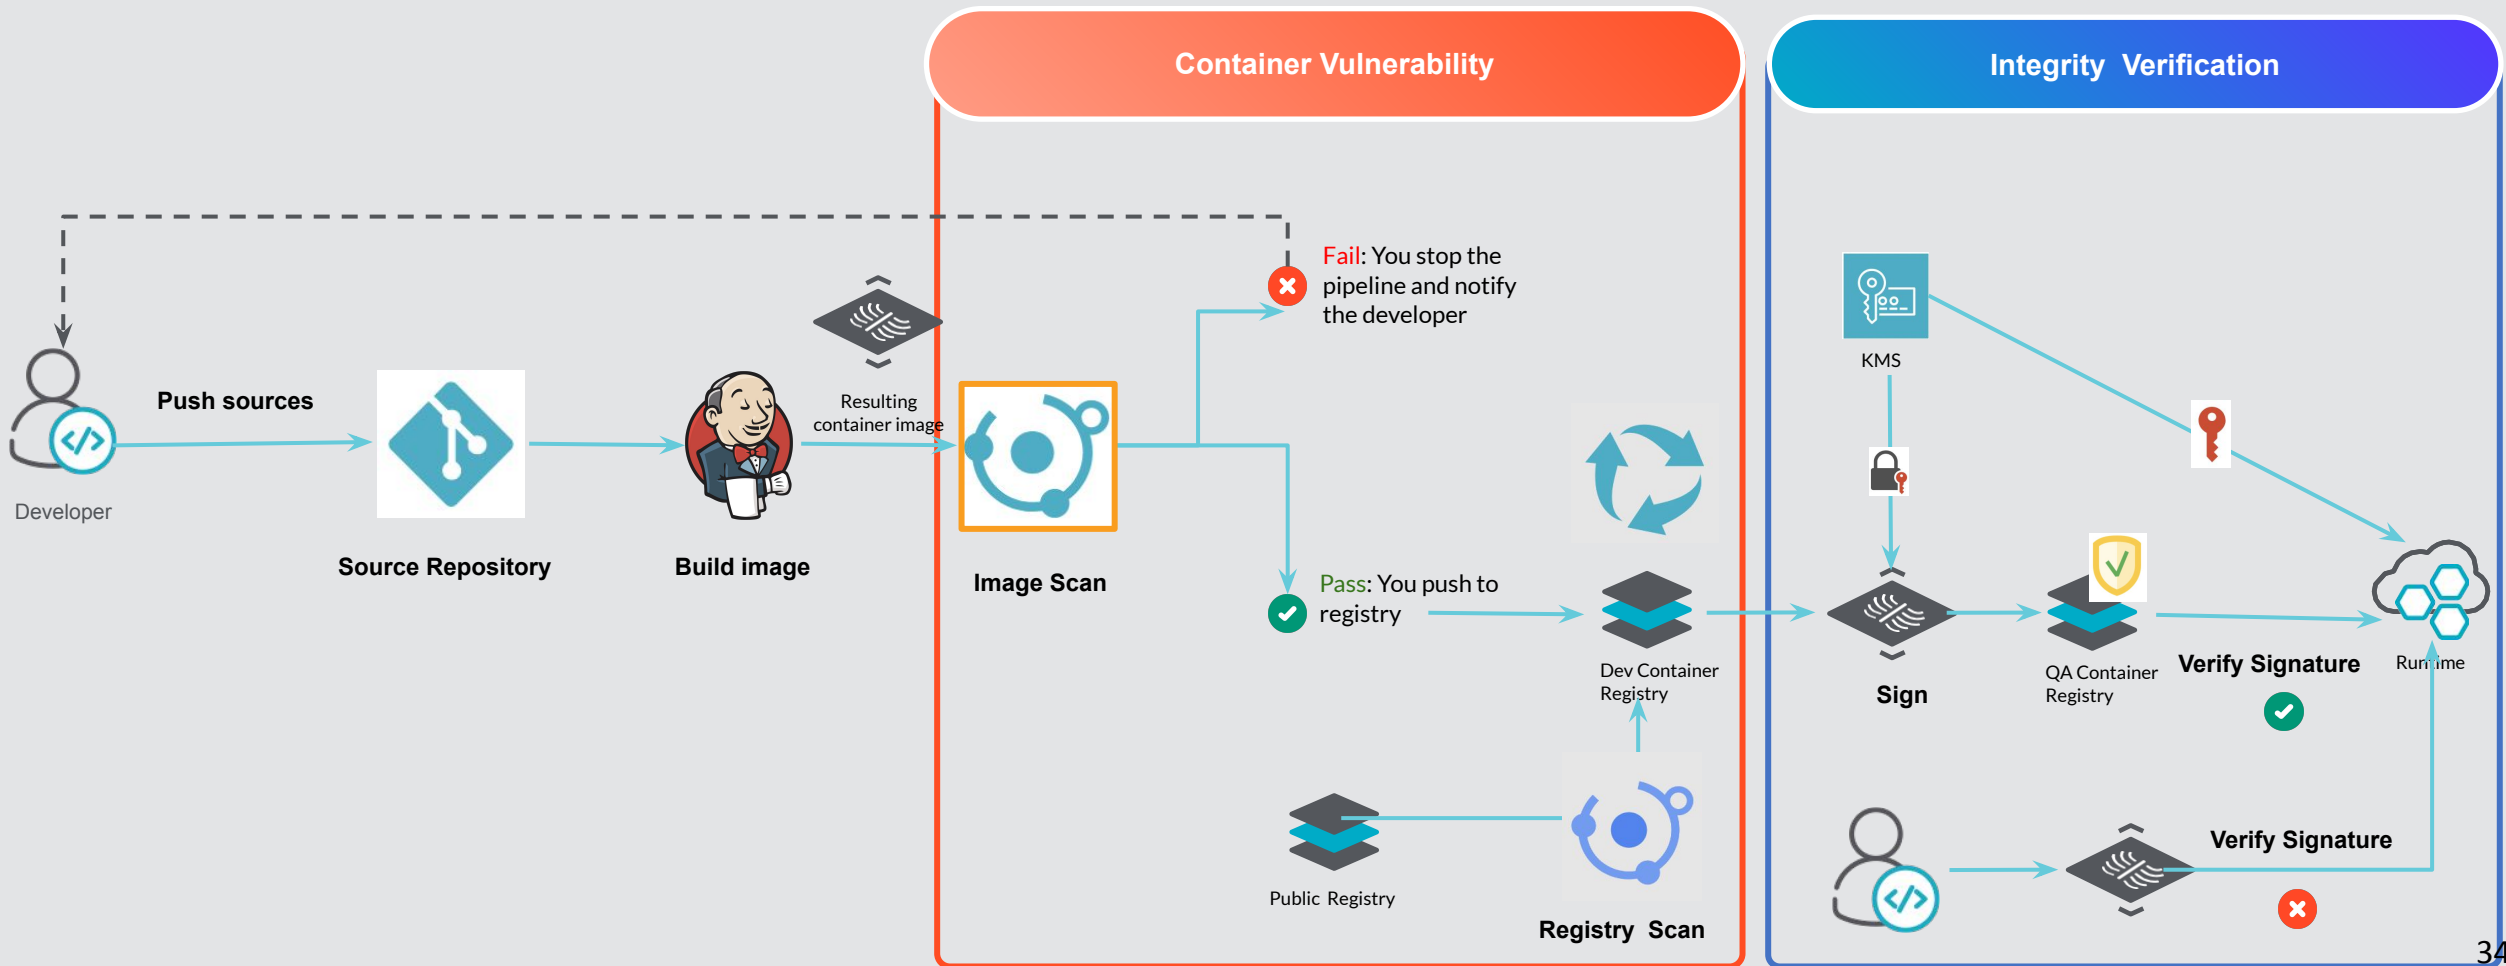 Container Vulnerability
Integrity Verification
Fail: You stop the
pipeline and notify
the developer
KMS
Push sources
Resulting
container image
Developer
Source Repository
Build image
Image Scan
Pass: You push to
registry
Dev Container
Registry
Sign
QA Container
Registry
Verify Signature
Runtime
Public Registry
Registry Scan
Verify Signature
34